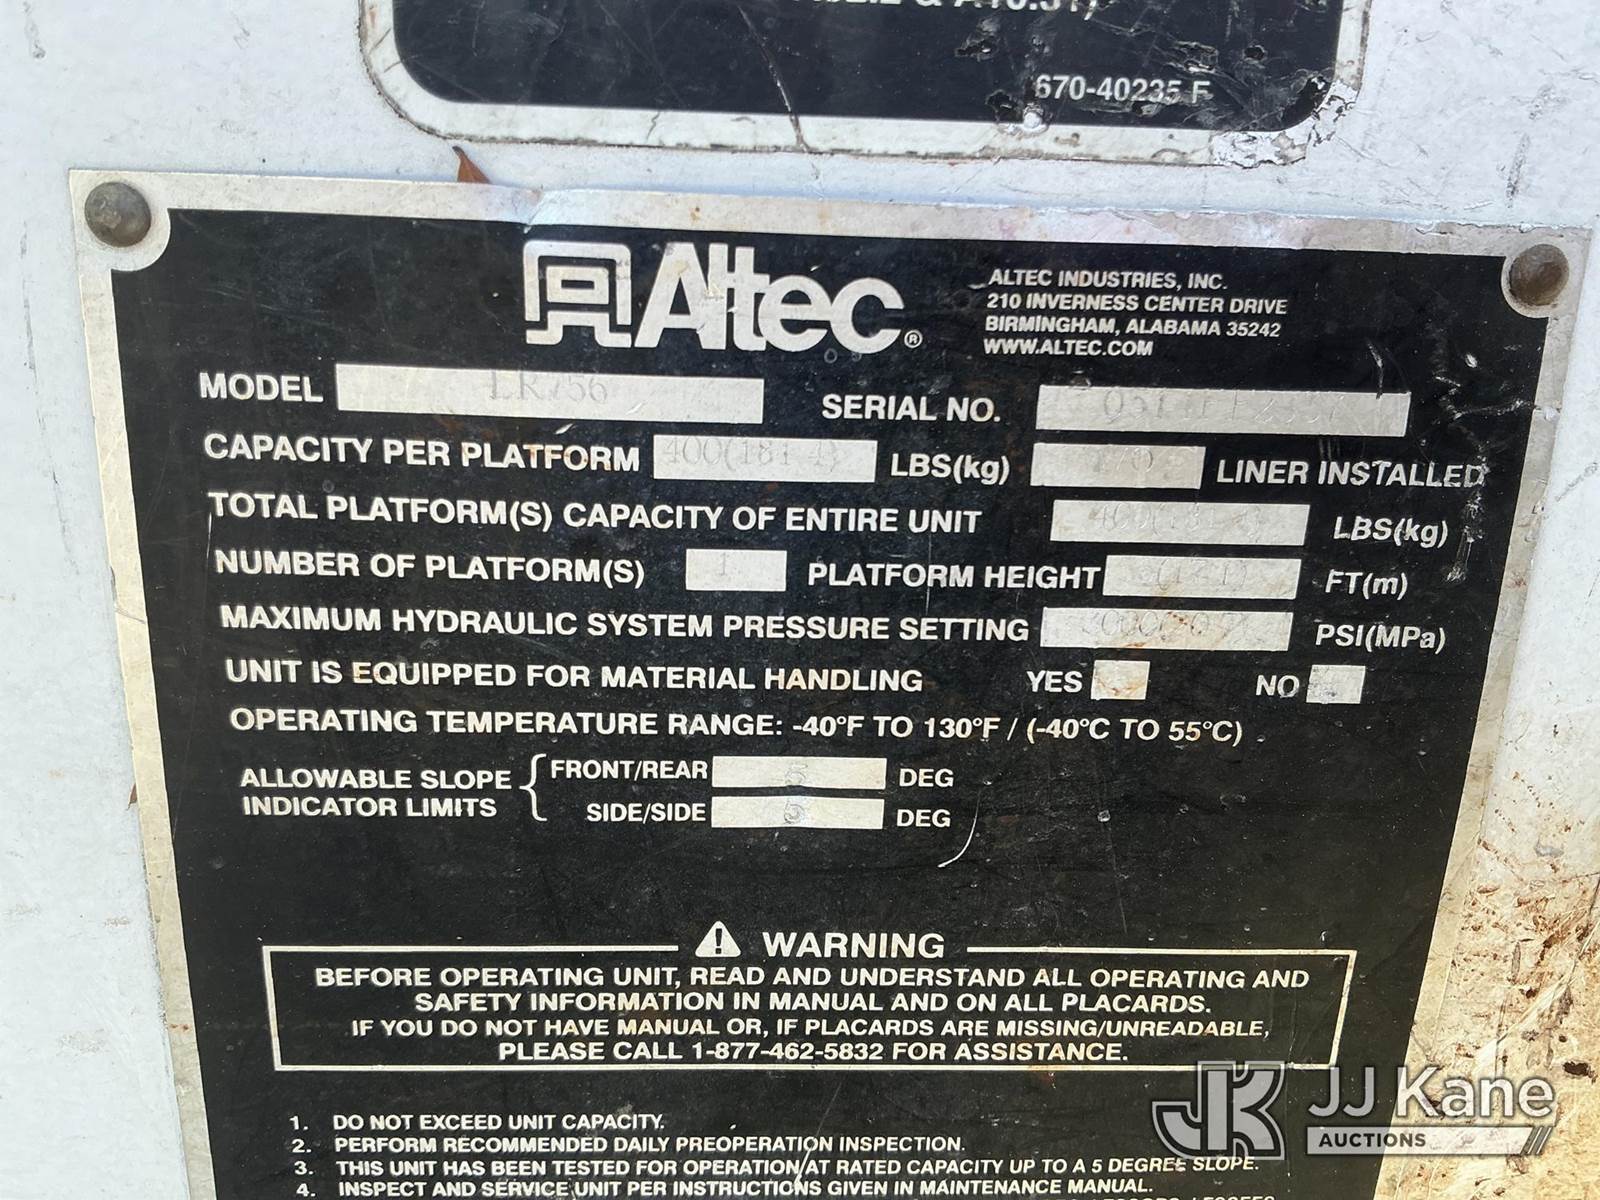 670-40235 F
Altec®
ALTEC INDUSTRIES, INC.
210 INVERNESS CENTER DRIVE
BIRMINGHAM, ALABAMA 35242
WWW.ALTEC.COM
MODEL LR756
SERIAL NO.
CAPACITY PER PLATFORM 400(181.4) LBS(kg) LINER INSTALLED
TOTAL PLATFORM(S) CAPACITY OF ENTIRE UNIT LBS(kg)
NUMBER OF PLATFORM(S) 1 PLATFORM HEIGHT FT(m)
MAXIMUM HYDRAULIC SYSTEM PRESSURE SETTING PSI(MPa)
UNIT IS EQUIPPED FOR MATERIAL HANDLING YES NO
OPERATING TEMPERATURE RANGE: -40°F TO 130°F / (-40°C TO 55°C)
ALLOWABLE SLOPE INDICATOR LIMITS
FRONT/REAR 5 DEG
SIDE/SIDE 5 DEG
WARNING
BEFORE OPERATING UNIT, READ AND UNDERSTAND ALL OPERATING AND
SAFETY INFORMATION IN MANUAL AND ON ALL PLACARDS.
IF YOU DO NOT HAVE MANUAL OR, IF PLACARDS ARE MISSING/UNREADABLE,
PLEASE CALL 1-877-462-5832 FOR ASSISTANCE.
1. DO NOT EXCEED UNIT CAPACITY.
2. PERFORM RECOMMENDED DAILY PREOPERATION INSPECTION.
3. THIS UNIT HAS BEEN TESTED FOR OPERATION AT RATED CAPACITY UP TO A 5 DEGREE SLOPE.
4. INSPECT AND SERVICE UNIT PER INSTRUCTIONS GIVEN IN MAINTENANCE MANUAL.
JK JJ Kane
AUCTIONS